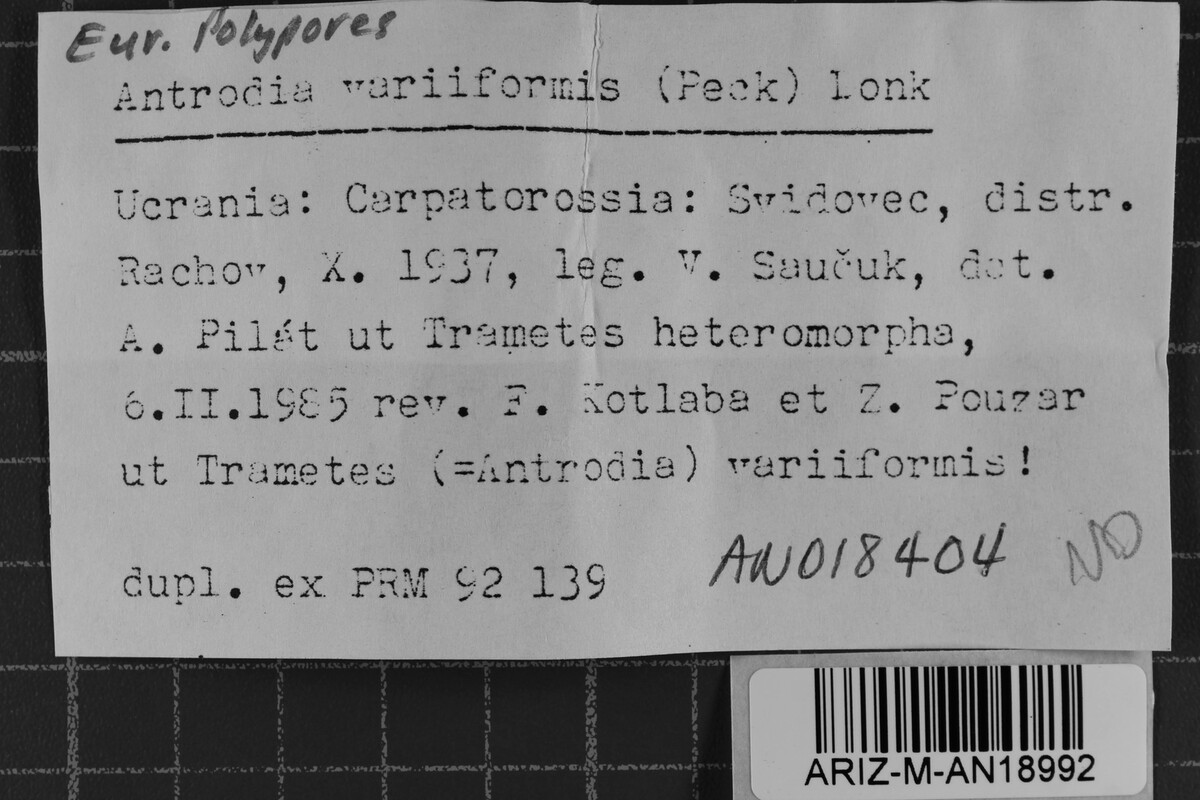 Eur. Polypores
Antrodia variiformis (Peck) Donk
Ucrania: Carpatorossia: Svidovec, distr.
Rachov, X. 1937, leg. V. Saučuk, det.
A. Pilát ut Trametes heteromorpha,
6.II.1985 rev. F. Kotlaba et Z. Pouzar
ut Trametes (=Antrodia) variiformis!
dupl. ex PRM 92 139
AN018404
ND
ARIZ-M-AN18992